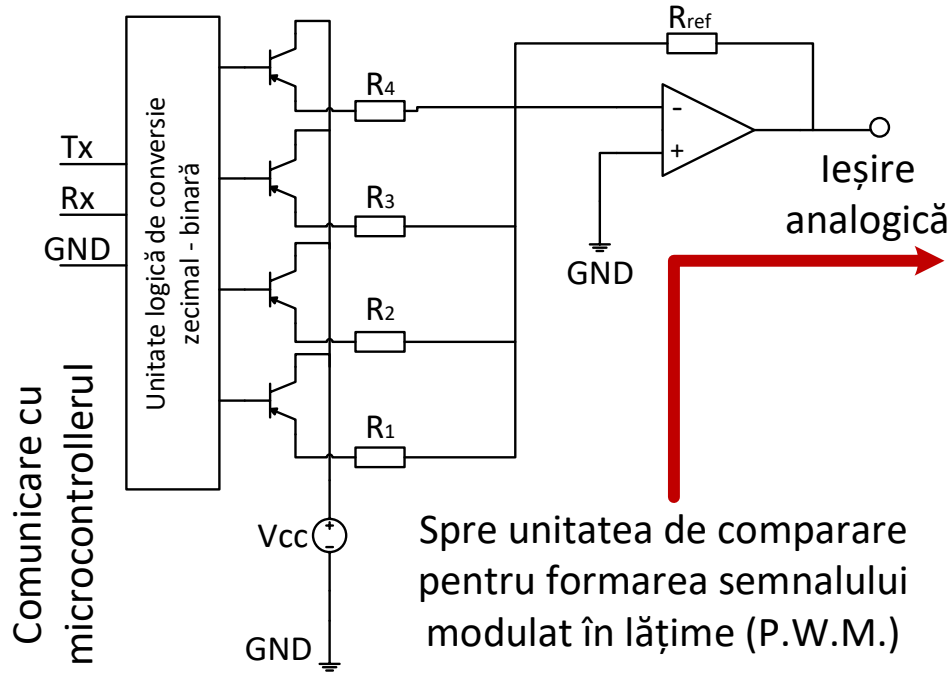 Tx
Rx
GND
Comunicare cu
microcontrollerul
Unitate logică de conversie
zecimal - binară
R4
R3
R2
R1
Vcc
+
-
GND
Rref
-
+
GND
Ieșire
analogică
Spre unitatea de comparare
pentru formarea semnalului
modulat în lățime (P.W.M.)